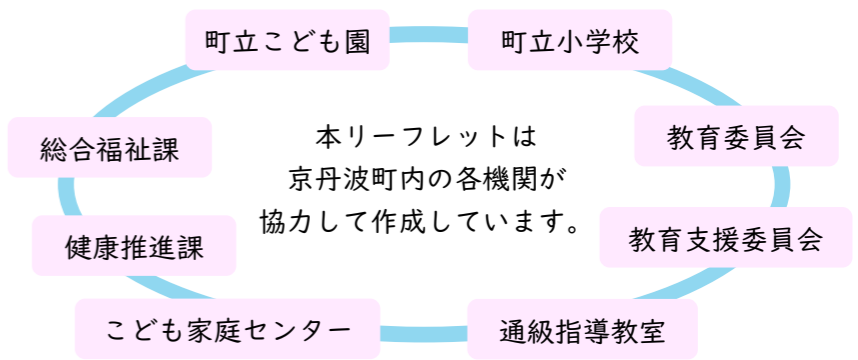 町立こども園
町立小学校
総合福祉課
教育委員会
本リーフレットは
京丹波町内の各機関が
協力して作成しています。
健康推進課
教育支援委員会
こども家庭センター
通級指導教室